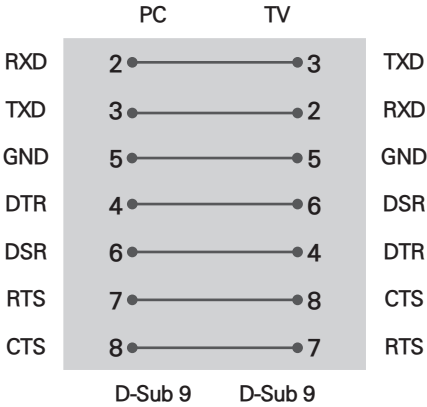 PC TV
RXD 2 3 TXD
TXD 3 2 RXD
GND 5 5 GND
DTR 4 6 DSR
DSR 6 4 DTR
RTS 7 8 CTS
CTS 8 7 RTS
D-Sub 9 D-Sub 9